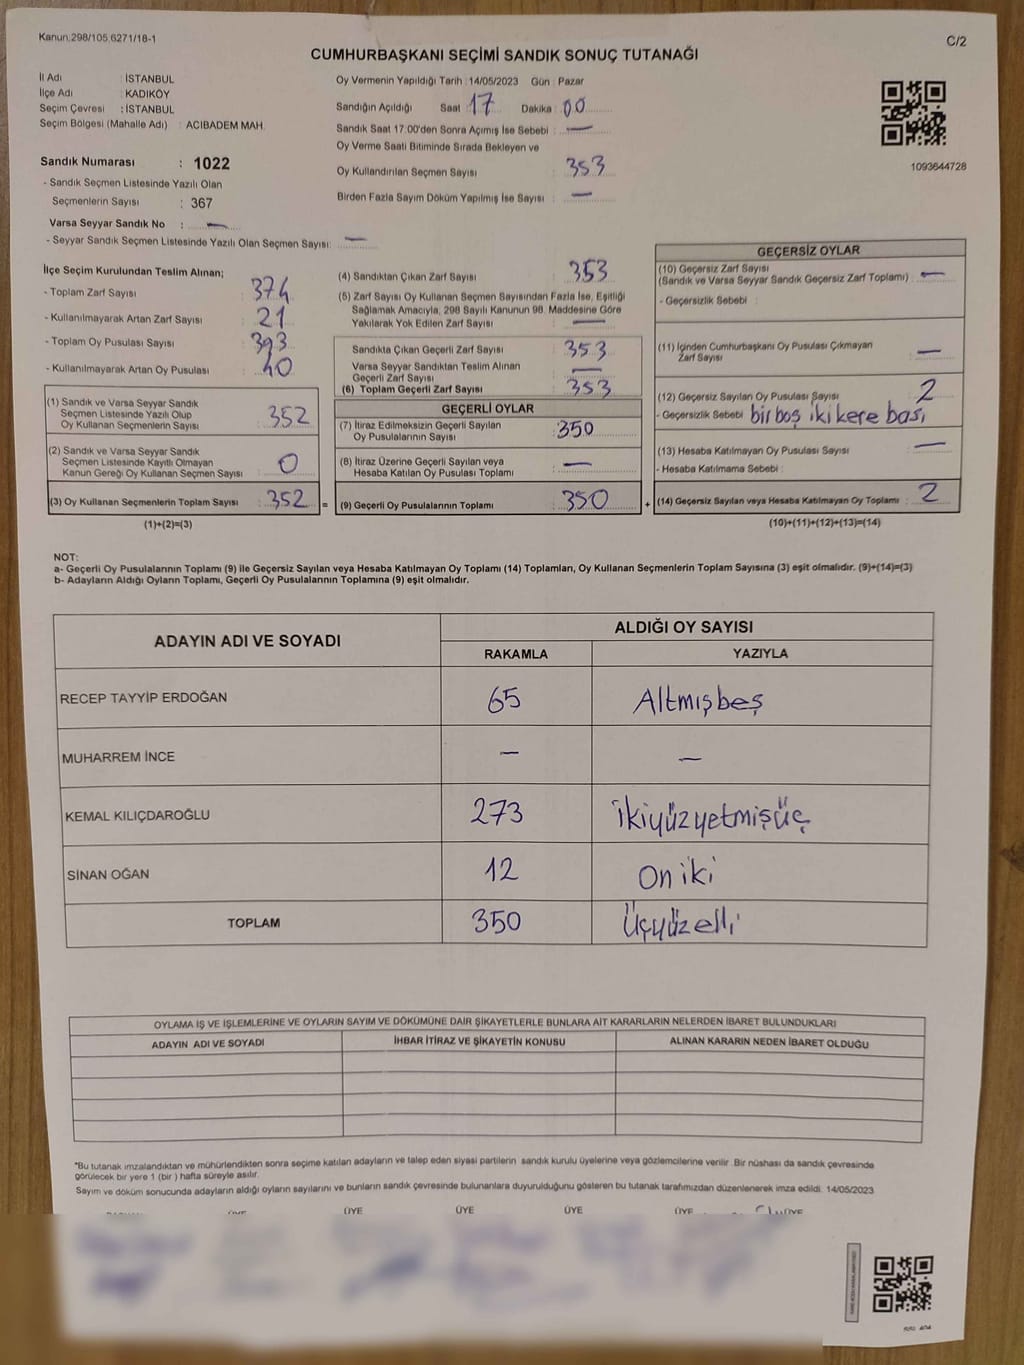 Kanun:298/105,6271/18-1
C/2
CUMHURBAŞKANI SEÇİMİ SANDIK SONUÇ TUTANAĞI
İl Adı : İSTANBUL
İlçe Adı : KADIKÖY
Seçim Çevresi : İSTANBUL
Seçim Bölgesi (Mahalle Adı) : ACIBADEM MAH.
Sandık Numarası : 1022
- Sandık Seçmen Listesinde Yazılı Olan
Seçmenlerin Sayısı : 367
Varsa Seyyar Sandık No : —
- Seyyar Sandık Seçmen Listesinde Yazılı Olan Seçmen Sayısı: —
Oy Vermenin Yapıldığı Tarih : 14/05/2023 Gün : Pazar
Sandığın Açıldığı Saat : 17 Dakika : 00
Sandık Saat 17:00'den Sonra Açımış İse Sebebi : —
Oy Verme Saati Bitiminde Sırada Bekleyen ve
Oy Kullandırılan Seçmen Sayısı : 353
Birden Fazla Sayım Döküm Yapılmış İse Sayısı : —
1093644728
İlçe Seçim Kurulundan Teslim Alınan;
- Toplam Zarf Sayısı : 374
- Kullanılmayarak Artan Zarf Sayısı : 21
- Toplam Oy Pusulası Sayısı : 393
- Kullanılmayarak Artan Oy Pusulası : 40
(1) Sandık ve Varsa Seyyar Sandık
Seçmen Listesinde Yazılı Olup
Oy Kullanan Seçmenlerin Sayısı : 352
(2) Sandık ve Varsa Seyyar Sandık
Seçmen Listesinde Kayıtlı Olmayan
Kanun Gereği Oy Kullanan Seçmen Sayısı : 0
(3) Oy Kullanan Seçmenlerin Toplam Sayısı : 352 =
(1)+(2)=(3)
(4) Sandıktan Çıkan Zarf Sayısı : 353
(5) Zarf Sayısı Oy Kullanan Seçmen Sayısından Fazla İse, Eşitliği
Sağlamak Amacıyla, 298 Sayılı Kanunun 98. Maddesine Göre
Yakılarak Yok Edilen Zarf Sayısı : —
Sandıkta Çıkan Geçerli Zarf Sayısı : 353
Varsa Seyyar Sandıktan Teslim Alınan
Geçerli Zarf Sayısı : —
(6) Toplam Geçerli Zarf Sayısı : 353
GEÇERLİ OYLAR
(7) İtiraz Edilmeksizin Geçerli Sayılan
Oy Pusulalarının Sayısı : 350
(8) İtiraz Üzerine Geçerli Sayılan veya
Hesaba Katılan Oy Pusulası Toplamı : —
(9) Geçerli Oy Pusulalarının Toplamı : 350 +
GEÇERSİZ OYLAR
(10) Geçersiz Zarf Sayısı
(Sandık ve Varsa Seyyar Sandık Geçersiz Zarf Toplamı) : —
- Geçersizlik Sebebi :
(11) İçinden Cumhurbaşkanı Oy Pusulası Çıkmayan
Zarf Sayısı : —
(12) Geçersiz Sayılan Oy Pusulası Sayısı : 2
- Geçersizlik Sebebi : bir boş iki kere bası
(13) Hesaba Katılmayan Oy Pusulası Sayısı : —
- Hesaba Katılmama Sebebi :
(14) Geçersiz Sayılan veya Hesaba Katılmayan Oy Toplamı : 2
(10)+(11)+(12)+(13)=(14)
NOT:
a- Geçerli Oy Pusulalarının Toplamı (9) ile Geçersiz Sayılan veya Hesaba Katılmayan Oy Toplamı (14) Toplamları, Oy Kullanan Seçmenlerin Toplam Sayısına (3) eşit olmalıdır. (9)+(14)=(3)
b- Adayların Aldığı Oyların Toplamı, Geçerli Oy Pusulalarının Toplamına (9) eşit olmalıdır.
ADAYIN ADI VE SOYADI ALDIĞI OY SAYISI
RAKAMLA YAZIYLA
RECEP TAYYİP ERDOĞAN 65 Altmışbeş
MUHARREM İNCE — —
KEMAL KILIÇDAROĞLU 273 İkiyüzyetmişüç
SİNAN OĞAN 12 On iki
TOPLAM 350 Üçyüzelli
OYLAMA İŞ VE İŞLEMLERİNE VE OYLARIN SAYIM VE DÖKÜMÜNE DAİR ŞİKAYETLERLE BUNLARA AİT KARARLARIN NELERDEN İBARET BULUNDUKLARI
ADAYIN ADI VE SOYADI İHBAR İTİRAZ VE ŞİKAYETİN KONUSU ALINAN KARARIN NEDEN İBARET OLDUĞU
*Bu tutanak imzalandıktan ve mühürlendikten sonra seçime katılan adayların ve talep eden siyasi partilerin sandık kurulu üyelerine veya gözlemcilerine verilir. Bir nüshası da sandık çevresinde
görülecek bir yere 1 (bir ) hafta süreyle asılır.
Sayım ve döküm sonucunda adayların aldığı oyların sayılarını ve bunların sandık çevresinde bulunanlara duyurulduğunu gösteren bu tutanak tarafımızdan düzenlenerek imza edildi. 14/05/2023
ÜYE ÜYE ÜYE ÜYE ÜYE ÜYE